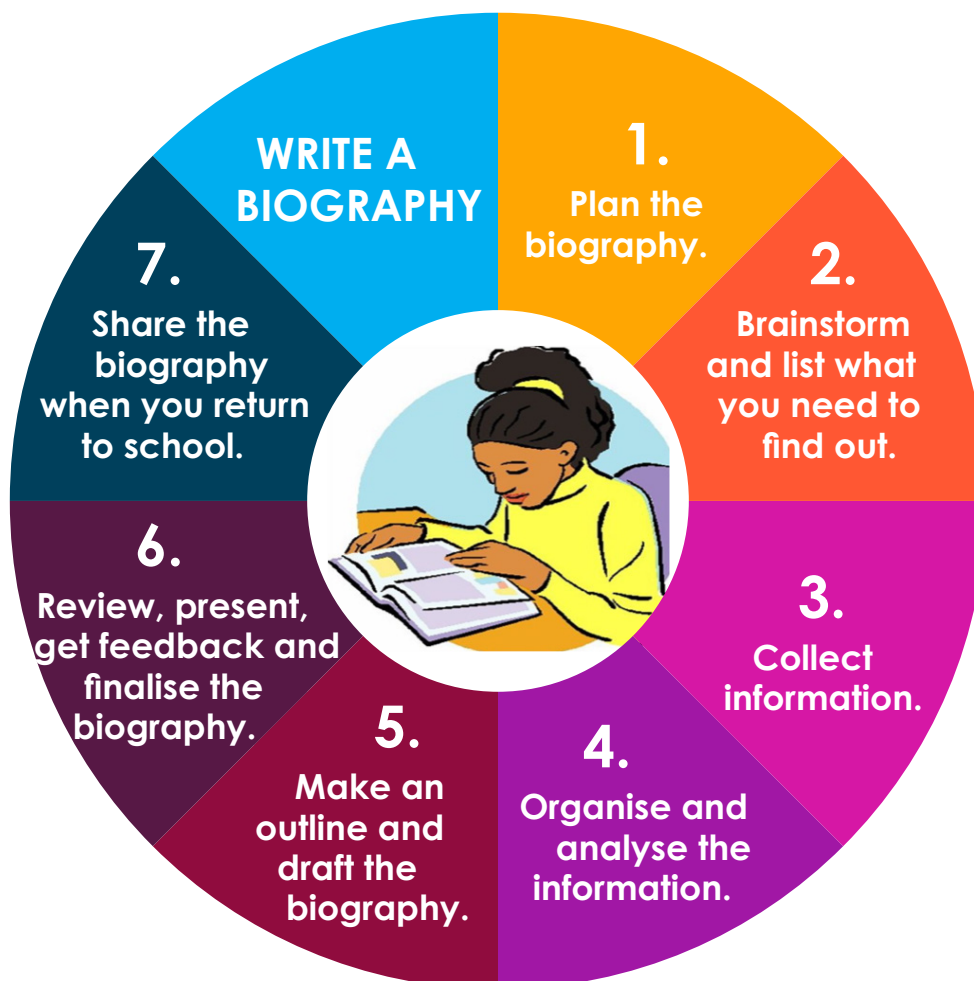 WRITE A
BIOGRAPHY
1.
Plan the
biography.
2.
Brainstorm
and list what
you need to
find out.
3.
Collect
information.
4.
Organise and
analyse the
information.
5.
Make an
outline and
draft the
biography.
6.
Review, present,
get feedback and
finalise the
biography.
7.
Share the
biography
when you return
to school.